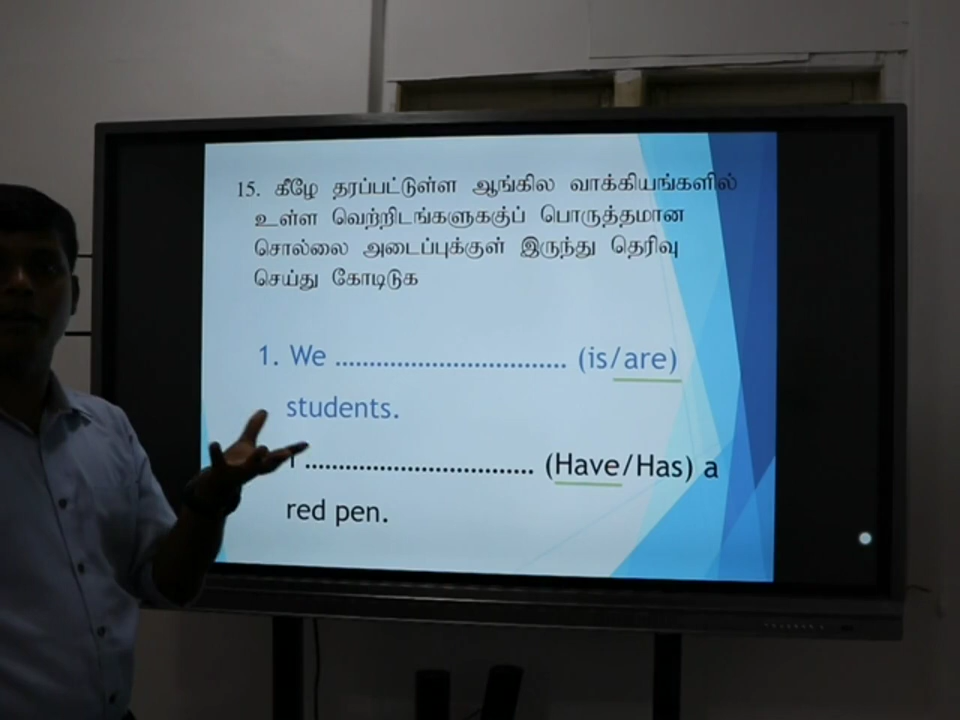 15. கீழே தரப்பட்டுள்ள ஆங்கில வாக்கியங்களில்
உள்ள வெற்றிடங்களுககு்ப் பொருத்தமான
சொல்லை அடைப்புக்குள் இருந்து தெரிவு
செய்து கோடிடுக
1. We .................................. (is/are)
students.
.................................. (Have/Has) a
red pen.